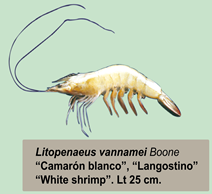 Litopenaeus vannamei Boone
“Camarón blanco”, “Langostino”
“White shrimp”. Lt 25 cm.